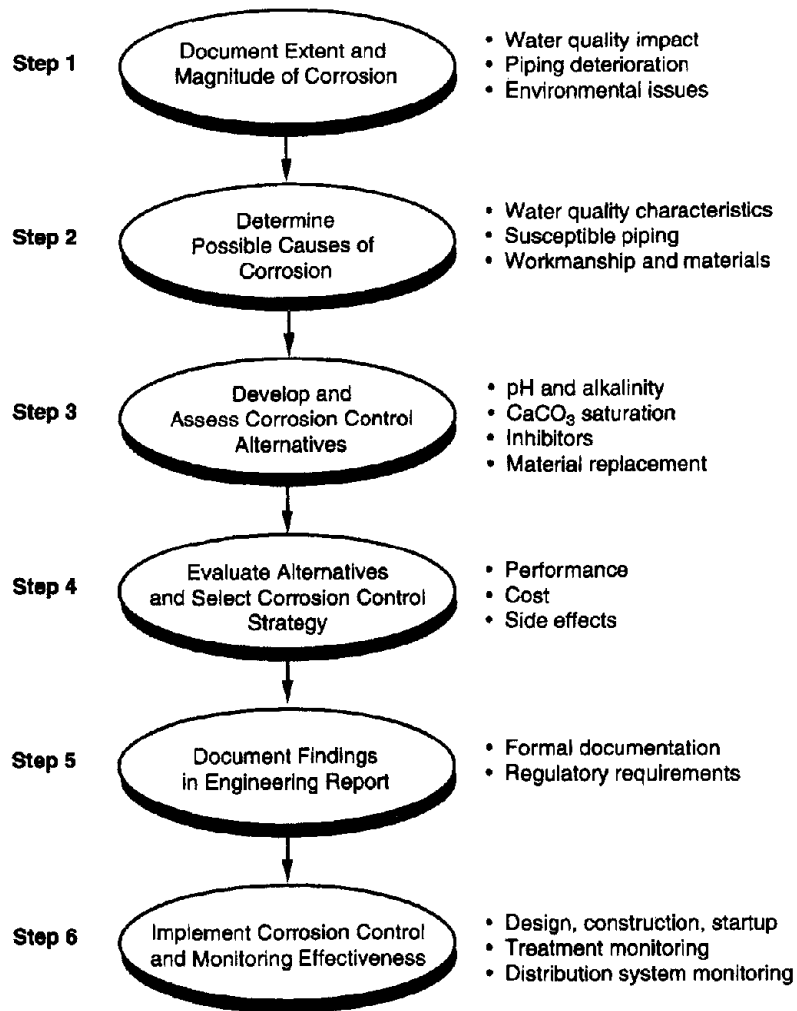 Step 1
Document Extent and
Magnitude of Corrosion
• Water quality impact
• Piping deterioration
• Environmental issues
Step 2
Determine
Possible Causes of
Corrosion
• Water quality characteristics
• Susceptible piping
• Workmanship and materials
Step 3
Develop and
Assess Corrosion Control
Alternatives
• pH and alkalinity
• CaCO₃ saturation
• Inhibitors
• Material replacement
Step 4
Evaluate Alternatives
and Select Corrosion Control
Strategy
• Performance
• Cost
• Side effects
Step 5
Document Findings
in Engineering Report
• Formal documentation
• Regulatory requirements
Step 6
Implement Corrosion Control
and Monitoring Effectiveness
• Design, construction, startup
• Treatment monitoring
• Distribution system monitoring